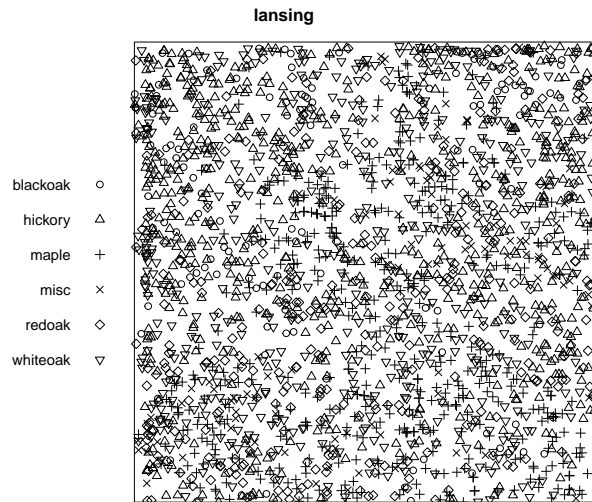 lansing
blackoak
hickory
maple
misc
redoak
whiteoak